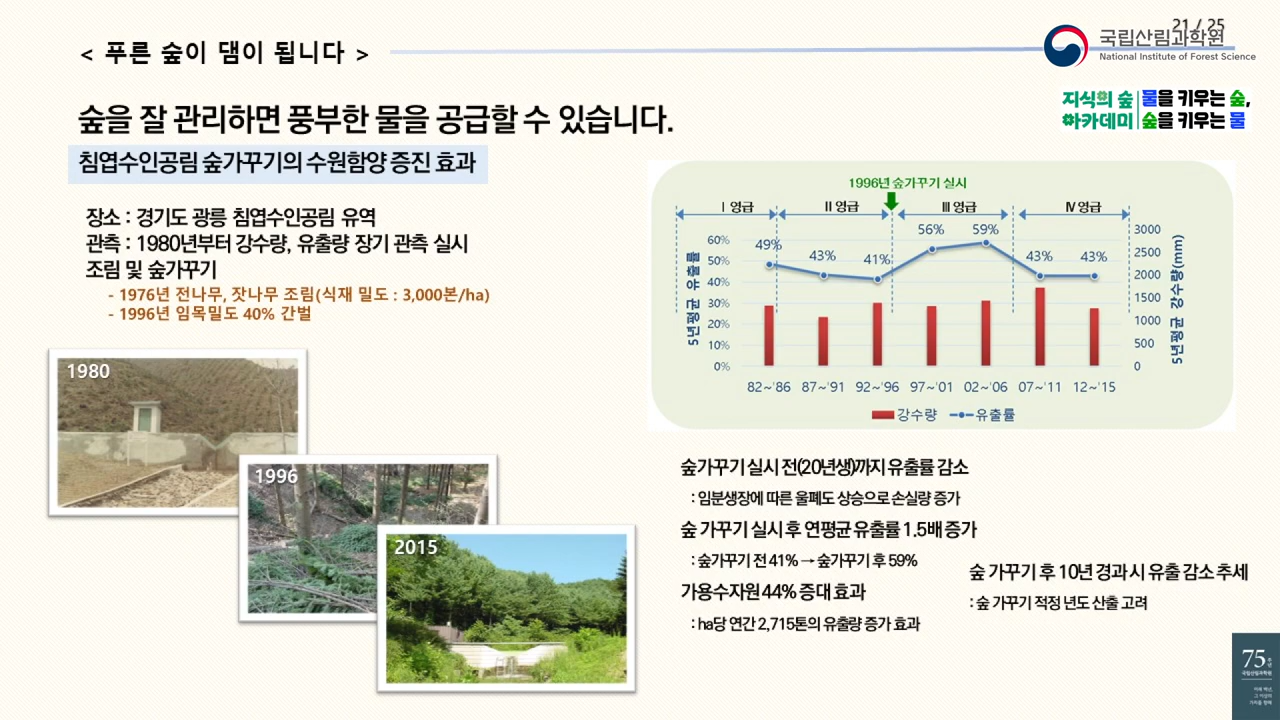 < 푸른 숲이 댐이 됩니다 >
21 / 25
국립산림과학원
National Institute of Forest Science
지식의 숲 물을 키우는 숲,
아카데미 숲을 키우는 물
숲을 잘 관리하면 풍부한 물을 공급할 수 있습니다.
침엽수인공림 숲가꾸기의 수원함양 증진 효과
장소 : 경기도 광릉 침엽수인공림 유역
관측 : 1980년부터 강수량, 유출량 장기 관측 실시
조림 및 숲가꾸기
- 1976년 전나무, 잣나무 조림(식재 밀도 : 3,000본/ha)
- 1996년 임목밀도 40% 간벌
1980
1996
2015
1996년 숲가꾸기 실시
Ⅰ 영급 Ⅱ 영급 Ⅲ 영급 Ⅳ 영급
5년평균 유출률
60%
50%
40%
30%
20%
10%
0%
49% 43% 41% 56% 59% 43% 43%
3000
2500
2000
1500
1000
500
0
5년평균 강수량(mm)
82~'86 87~'91 92~'96 97~'01 02~'06 07~'11 12~'15
강수량 유출률
숲가꾸기 실시 전(20년생)까지 유출률 감소
: 임분생장에 따른 울폐도 상승으로 손실량 증가
숲 가꾸기 실시 후 연평균 유출률 1.5배 증가
: 숲가꾸기 전 41% → 숲가꾸기 후 59%
가용수자원 44% 증대 효과
: ha당 연간 2,715톤의 유출량 증가 효과
숲 가꾸기 후 10년 경과 시 유출 감소 추세
: 숲 가꾸기 적정 년도 산출 고려
75주년
국립산림과학원